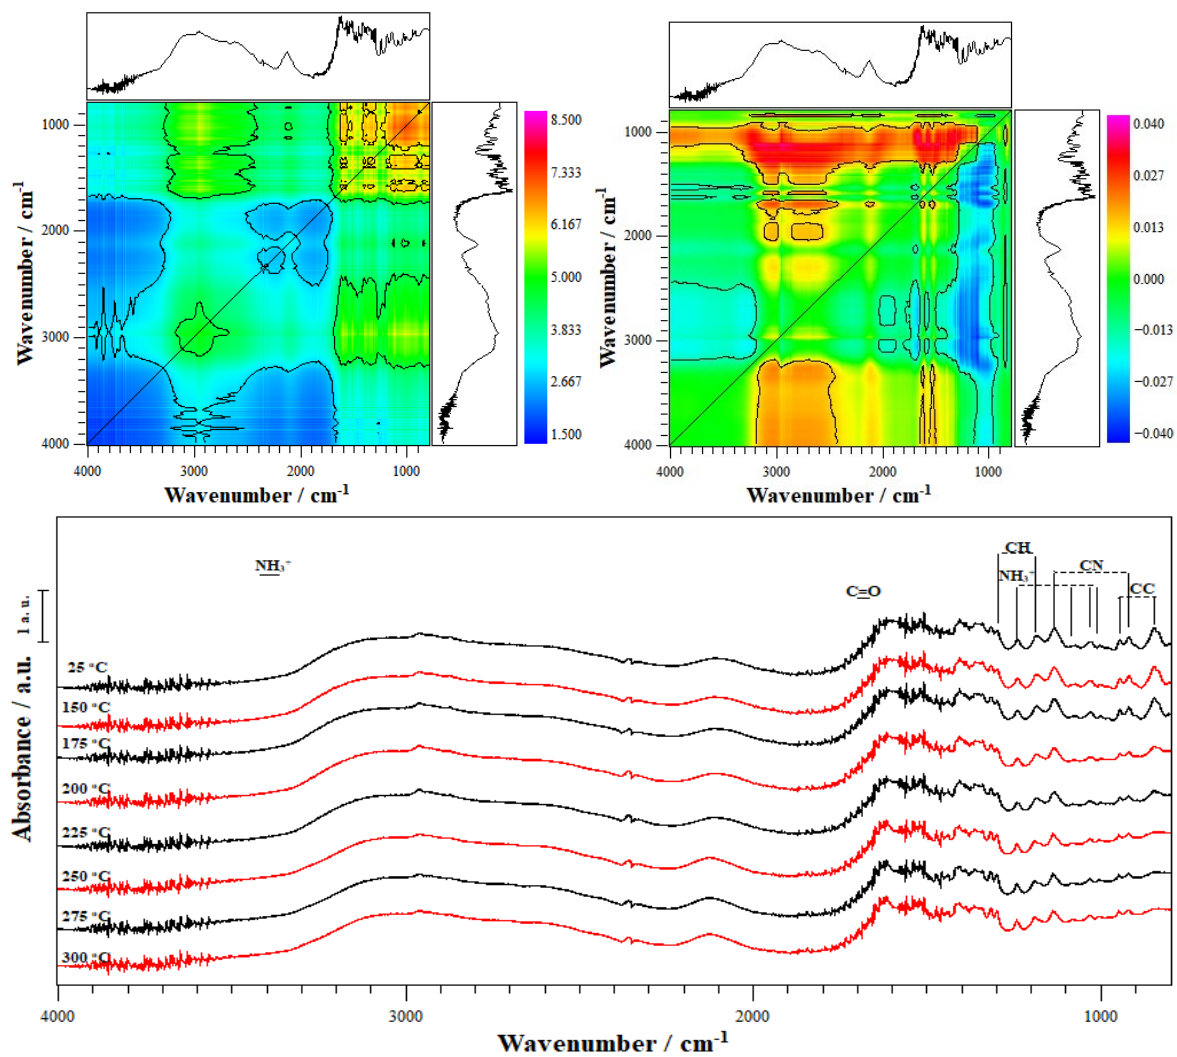 1000
2000
3000
4000
Wavenumber / cm-1
4000 3000 2000 1000
Wavenumber / cm-1
8.500
7.333
6.167
5.000
3.833
2.667
1.500
1000
2000
3000
4000
Wavenumber / cm-1
4000 3000 2000 1000
Wavenumber / cm-1
0.040
0.027
0.013
0.000
−0.013
−0.027
−0.040
NH₃⁺
C=O
CH
NH₃⁺
CN
CC
1 a. u.
Absorbance / a.u.
25 °C
150 °C
175 °C
200 °C
225 °C
250 °C
275 °C
300 °C
4000 3000 2000 1000
Wavenumber / cm-1